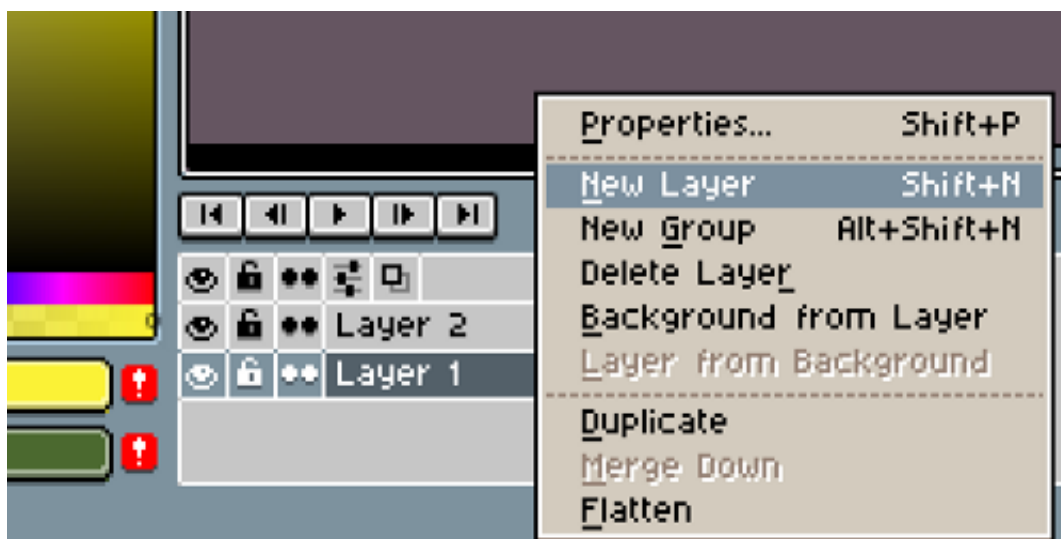 Properties... Shift+P
New Layer Shift+N
New Group Alt+Shift+N
Delete Layer
Background from Layer
Layer from Background
Duplicate
Merge Down
Flatten
Layer 2
Layer 1